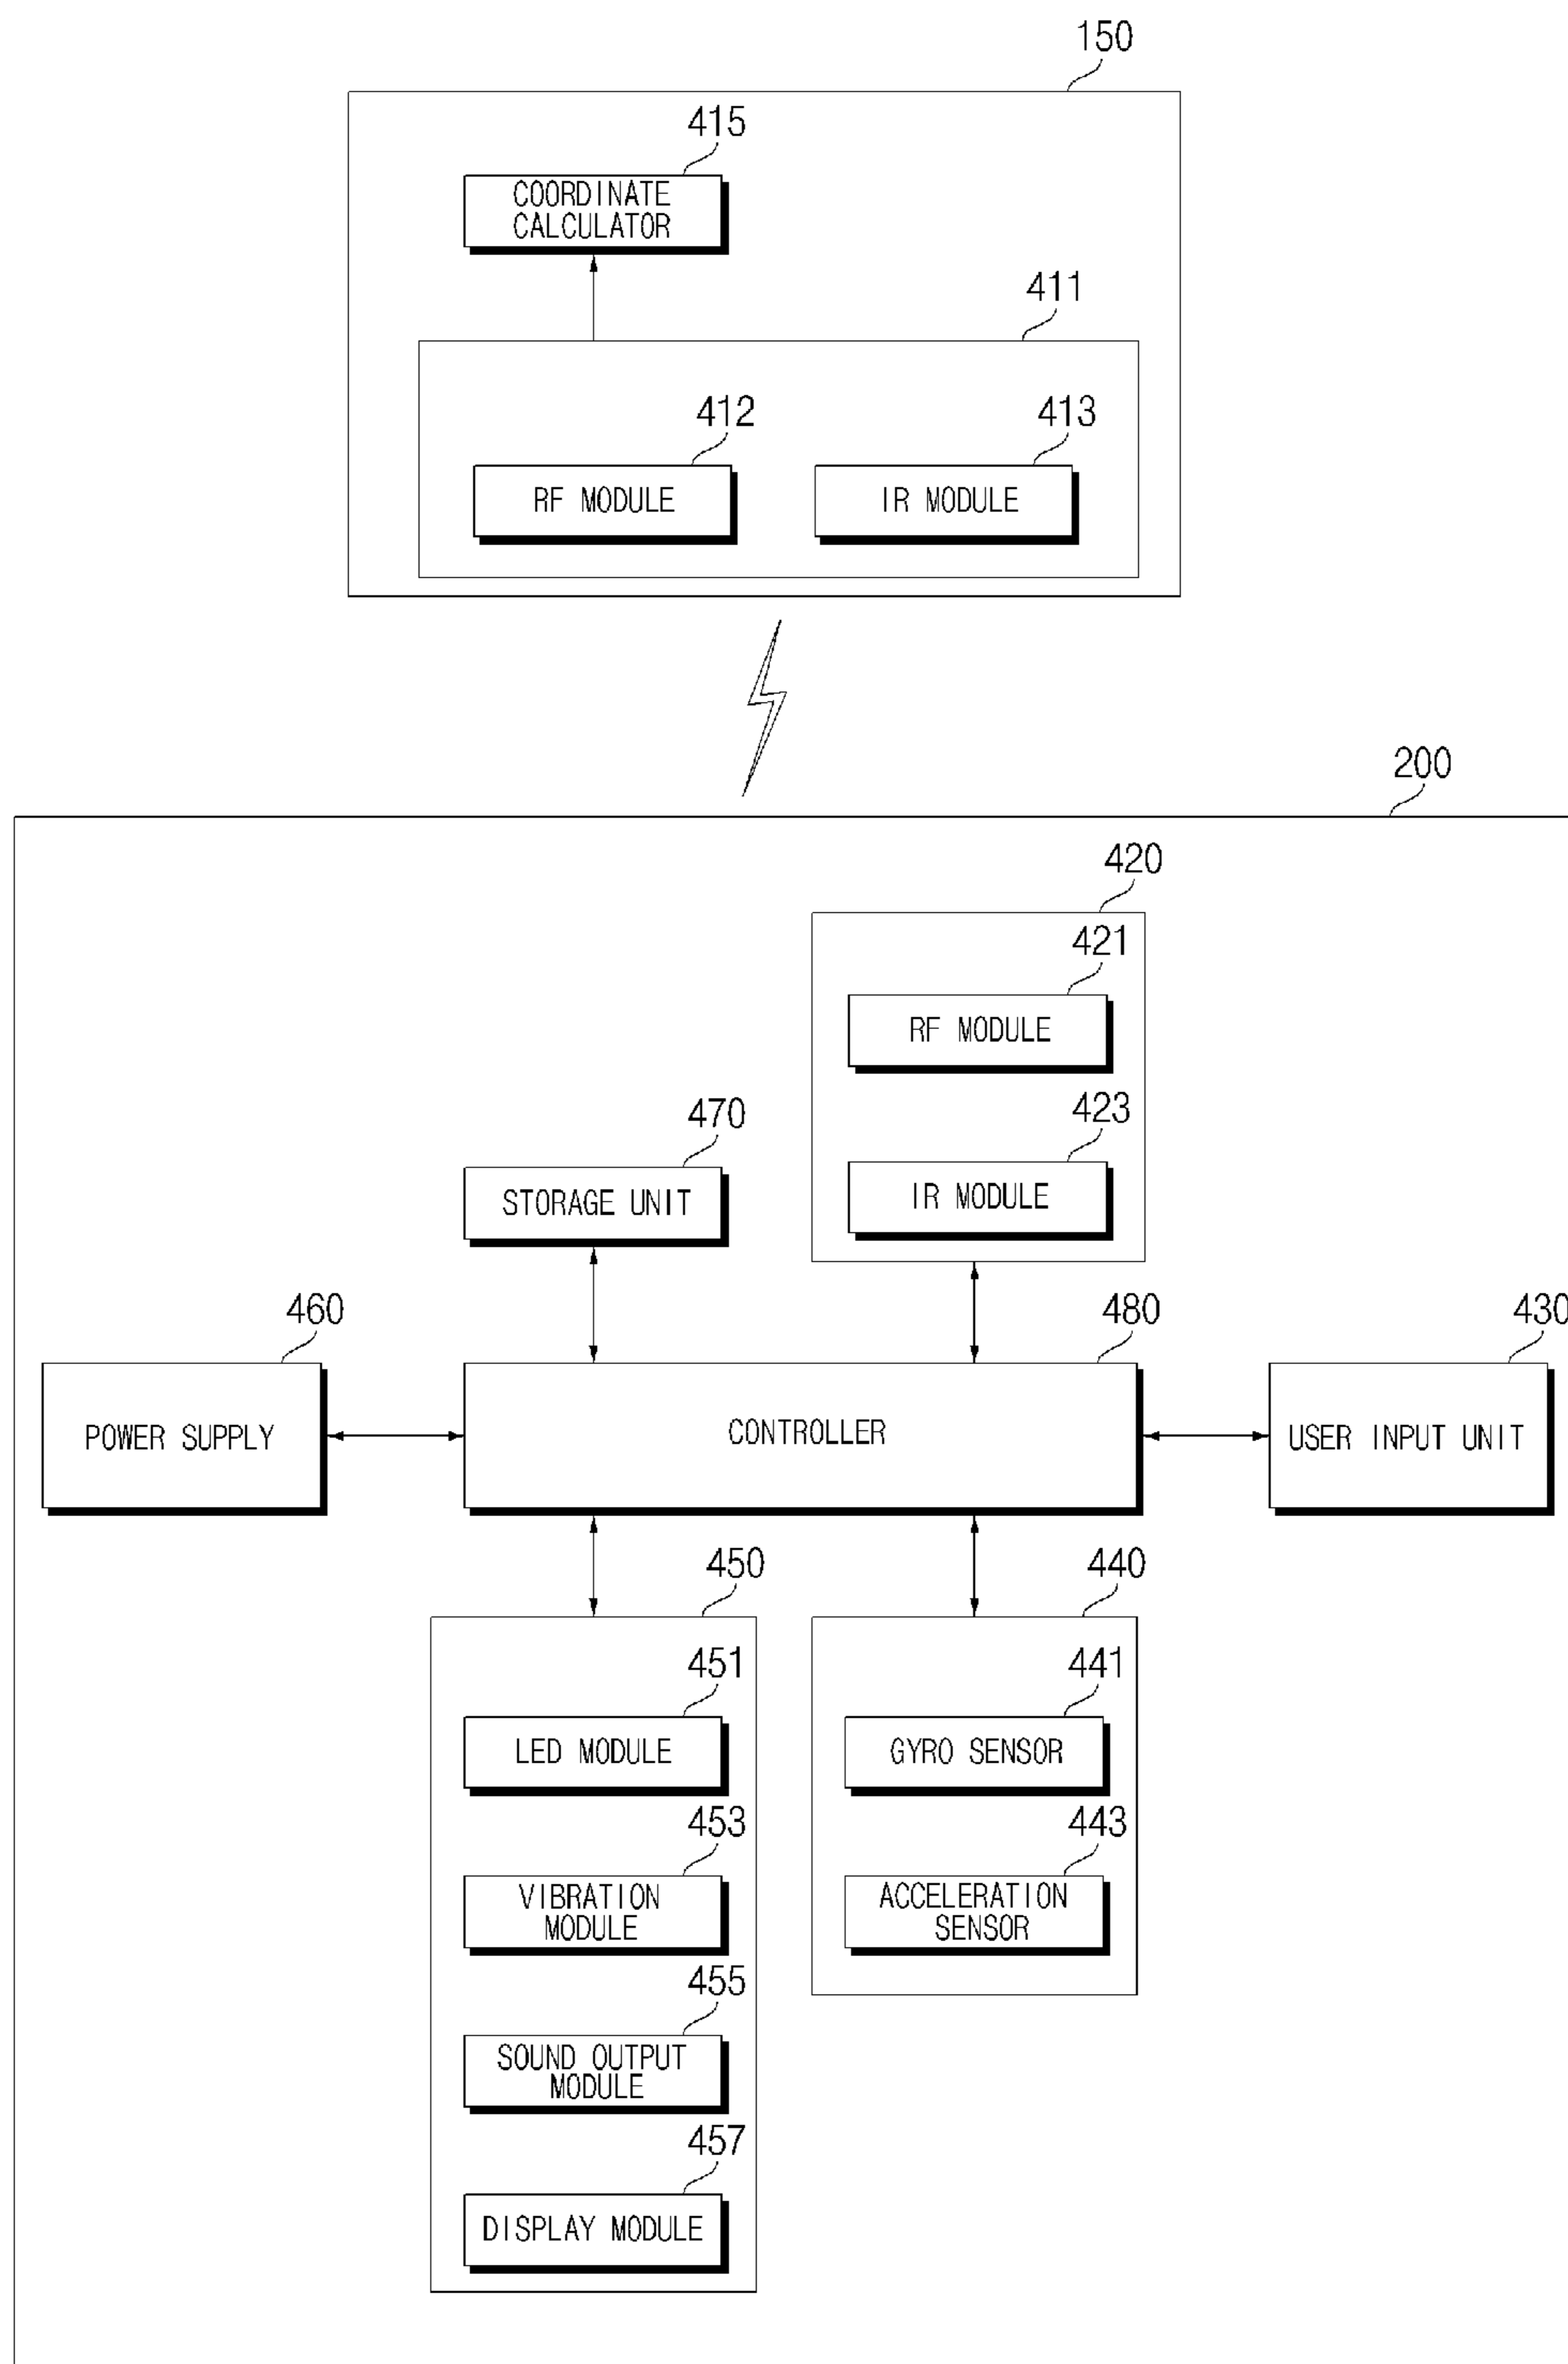 150
415
COORDINATE
CALCULATOR
411
412
413
RF MODULE
IR MODULE
200
420
421
RF MODULE
423
470
IR MODULE
STORAGE UNIT
460
480
430
POWER SUPPLY
CONTROLLER
USER INPUT UNIT
450
440
451
441
LED MODULE
GYRO SENSOR
453
443
VIBRATION
MODULE
ACCELERATION
SENSOR
455
SOUND OUTPUT
MODULE
457
DISPLAY MODULE